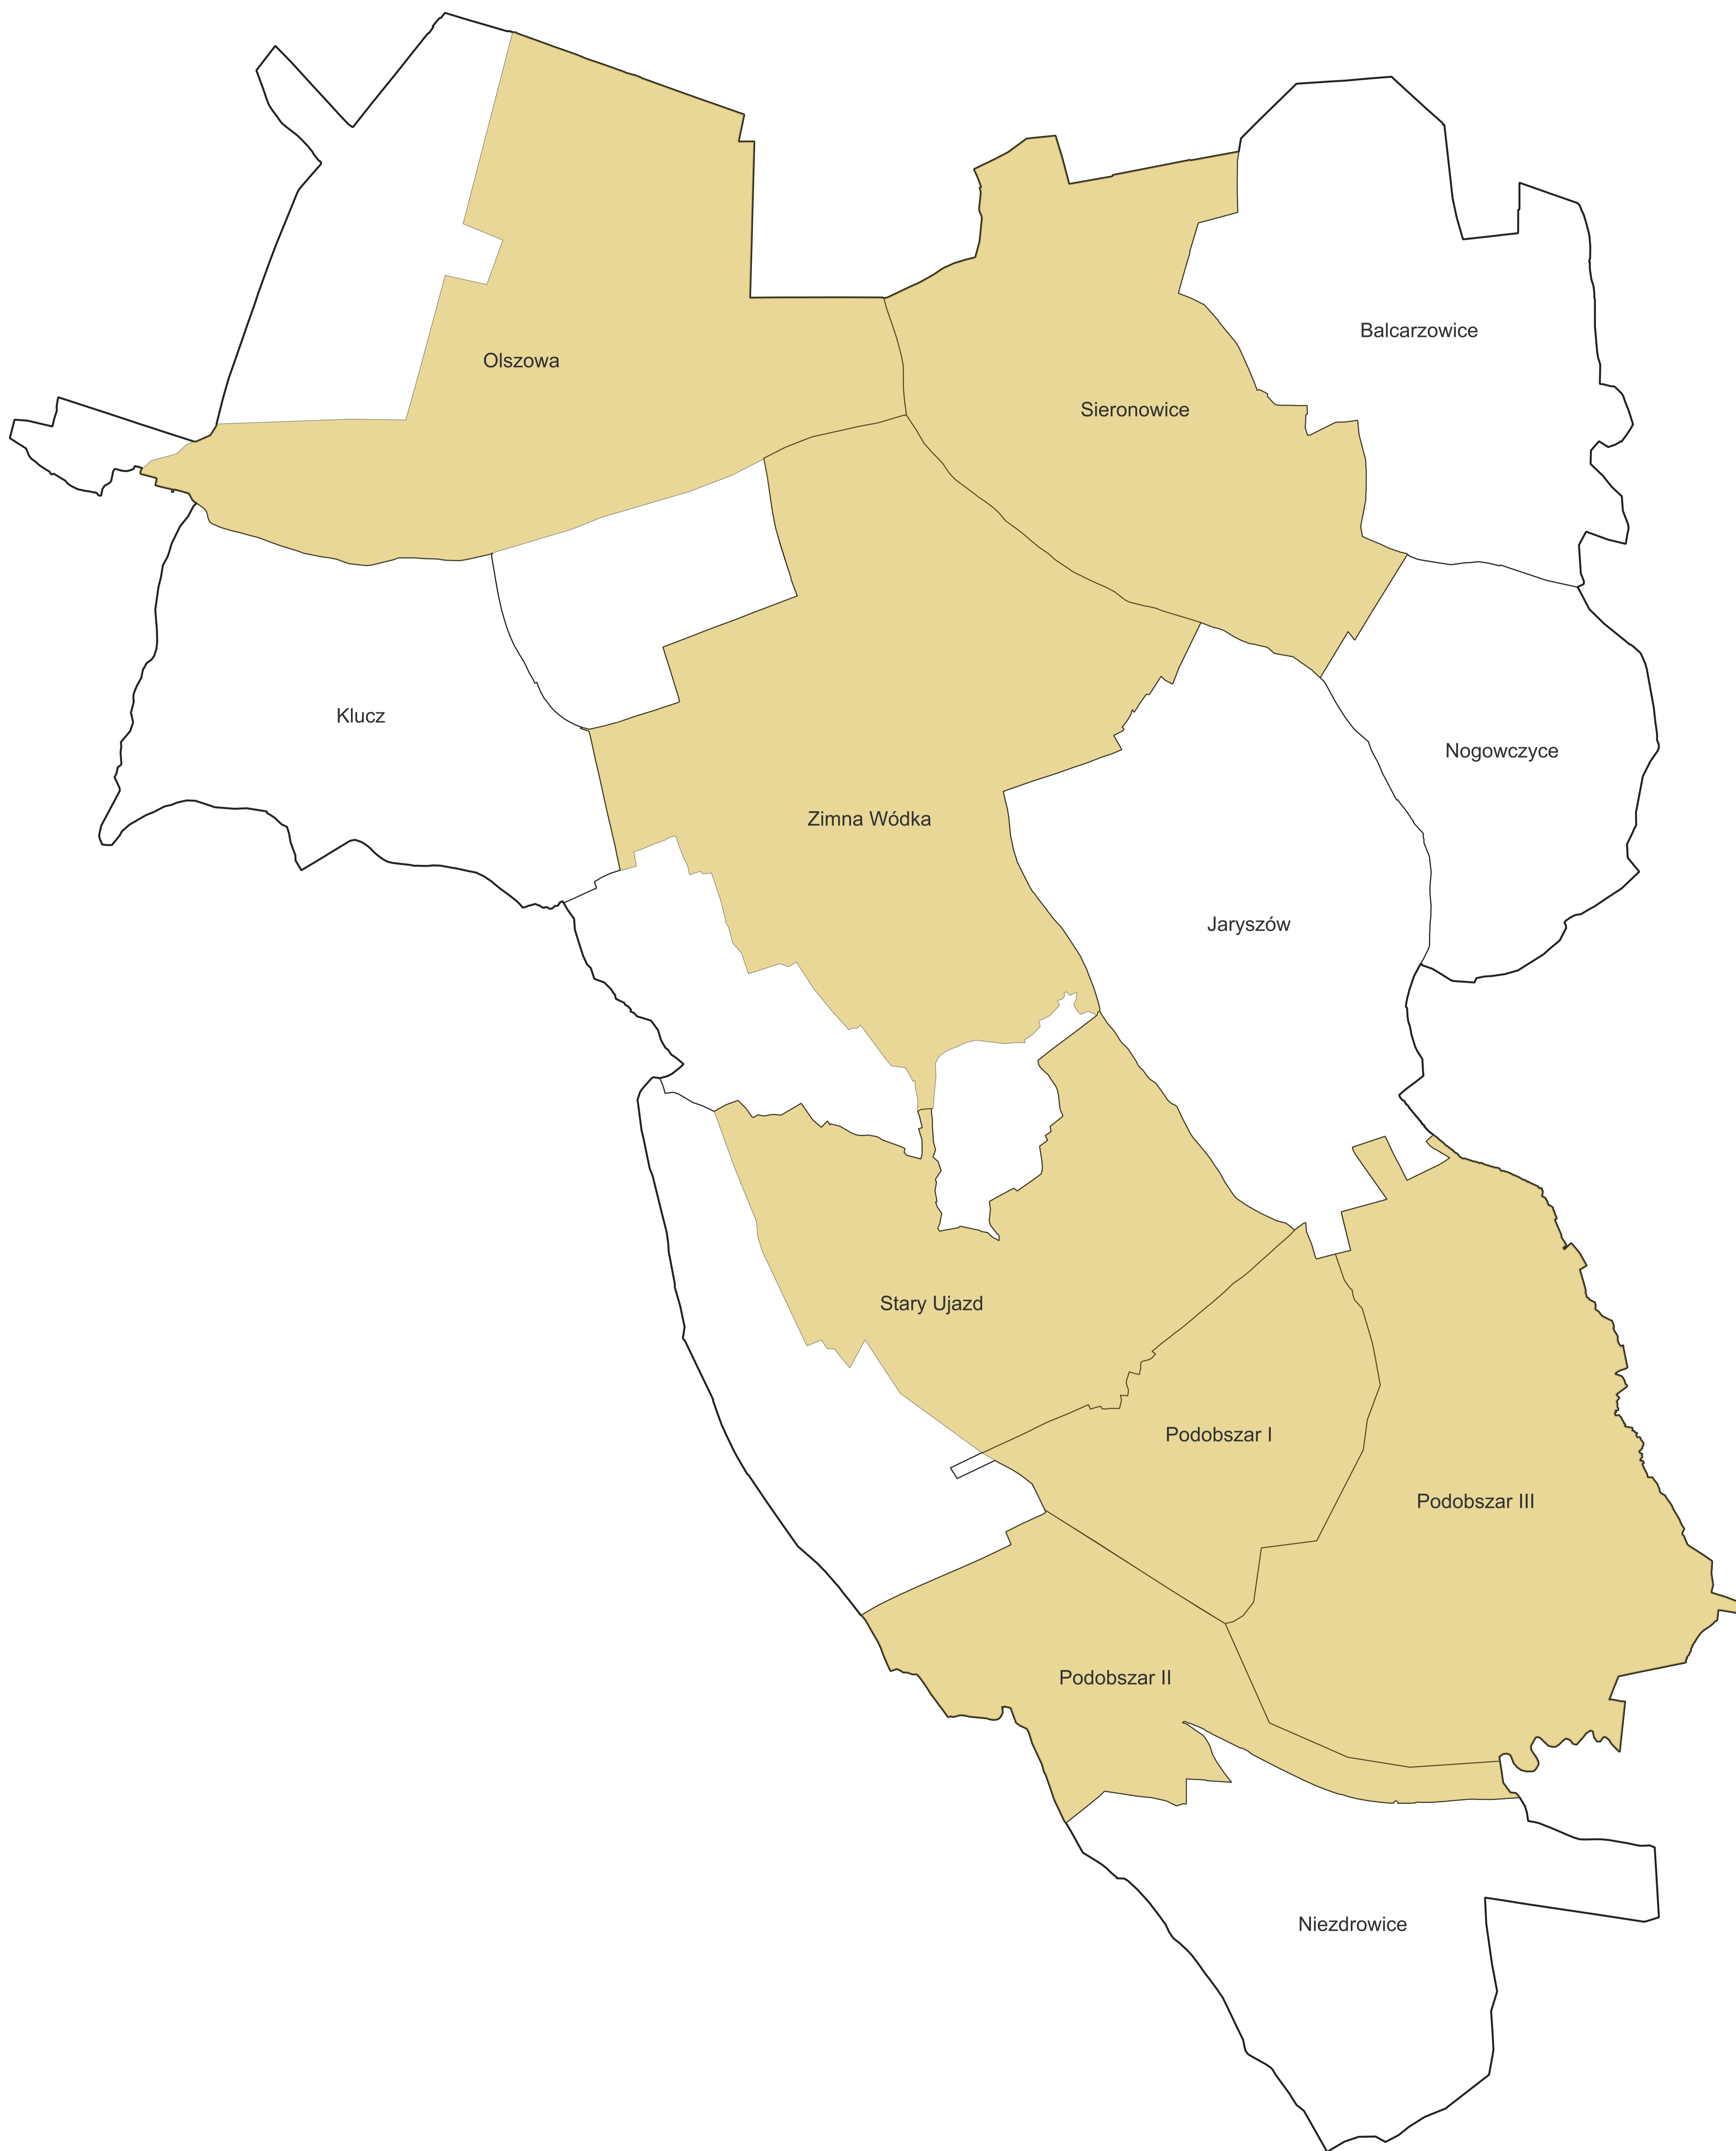 Balcarzowice
Olszowa
Sieronowice
Klucz
Nogowczyce
Zimna Wódka
Jaryszów
Stary Ujazd
Podobszar I
Podobszar III
Podobszar II
Niezdrowice